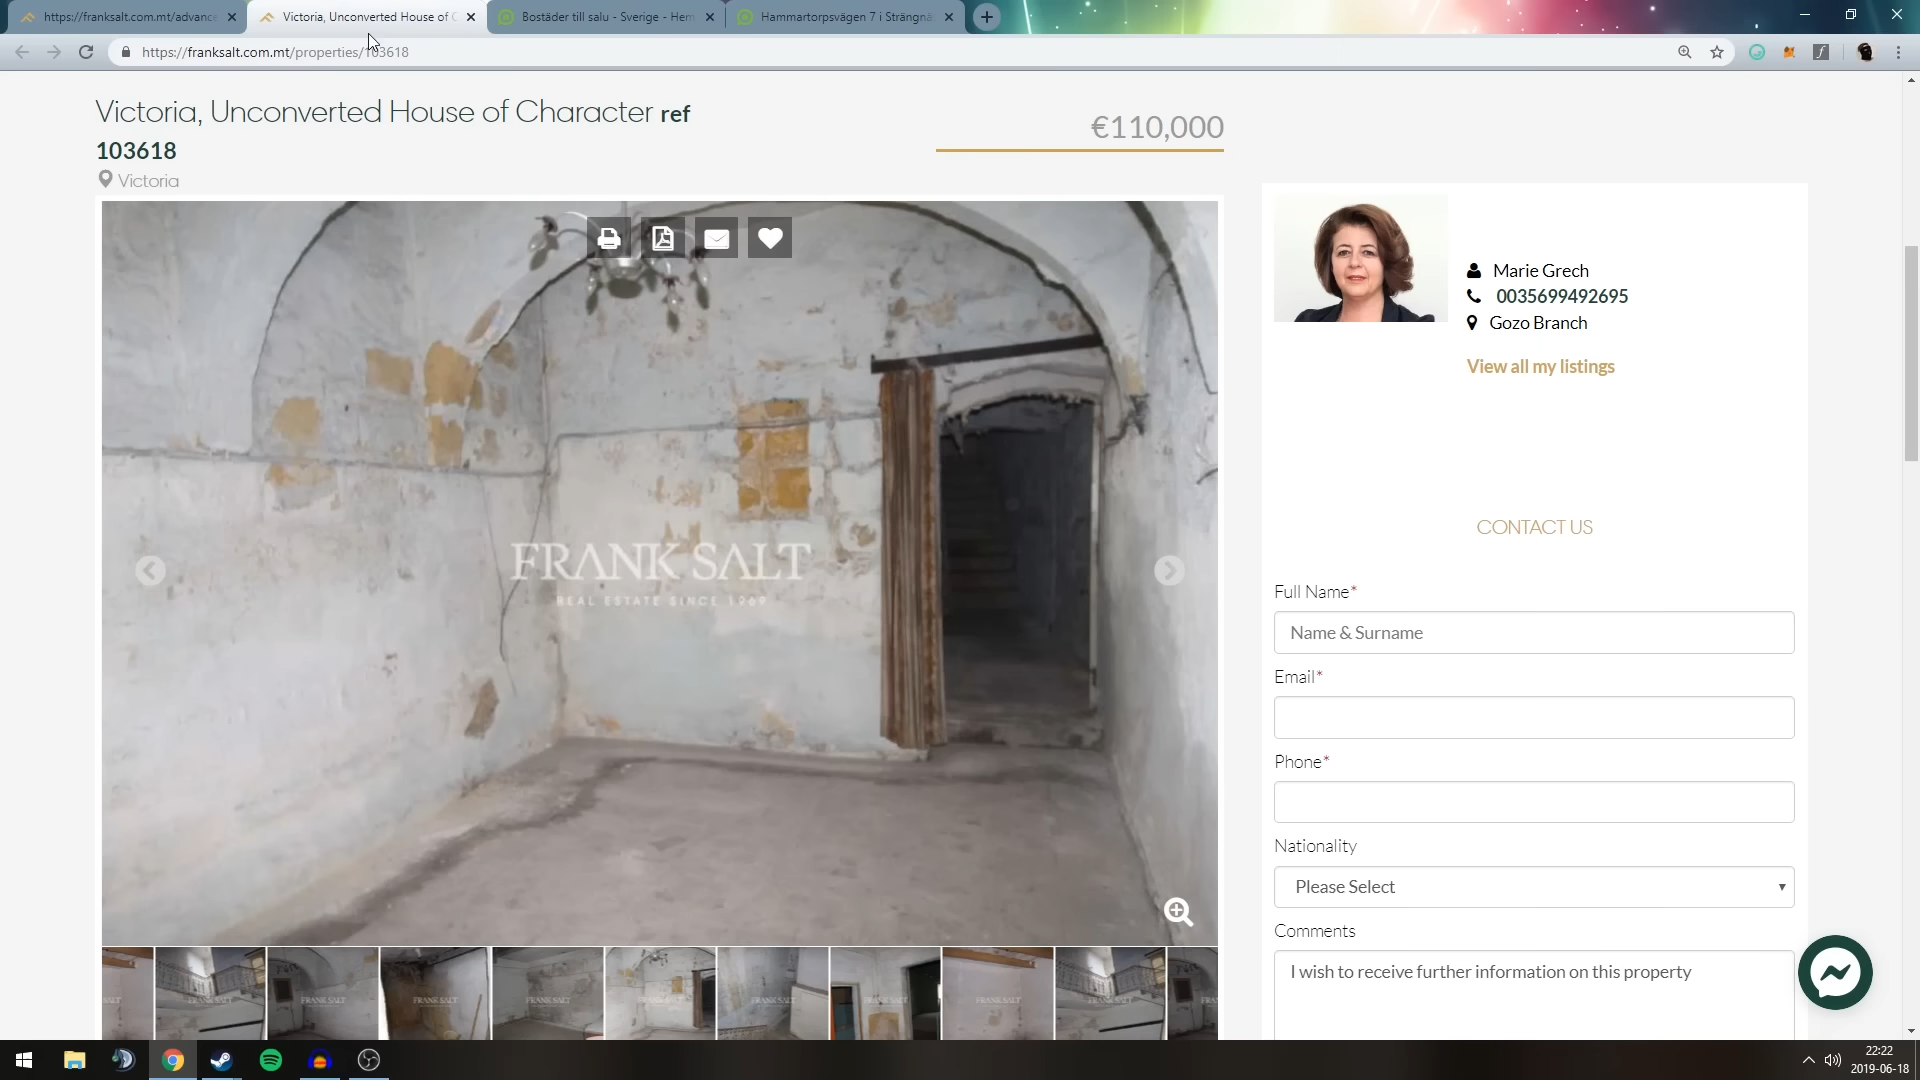 https://franksalt.com.mt/advance
Victoria, Unconverted House of C
Bostäder till salu - Sverige - Hem
Hammartorpsvägen 7 i Strängnä
https://franksalt.com.mt/properties/103618
Victoria, Unconverted House of Character ref
103618
€110,000
Victoria
Marie Grech
0035699492695
Gozo Branch
View all my listings
FRANK SALT
REAL ESTATE SINCE 1969
CONTACT US
Full Name*
Name & Surname
Email*
Phone*
Nationality
Please Select
Comments
I wish to receive further information on this property
22:22
2019-06-18